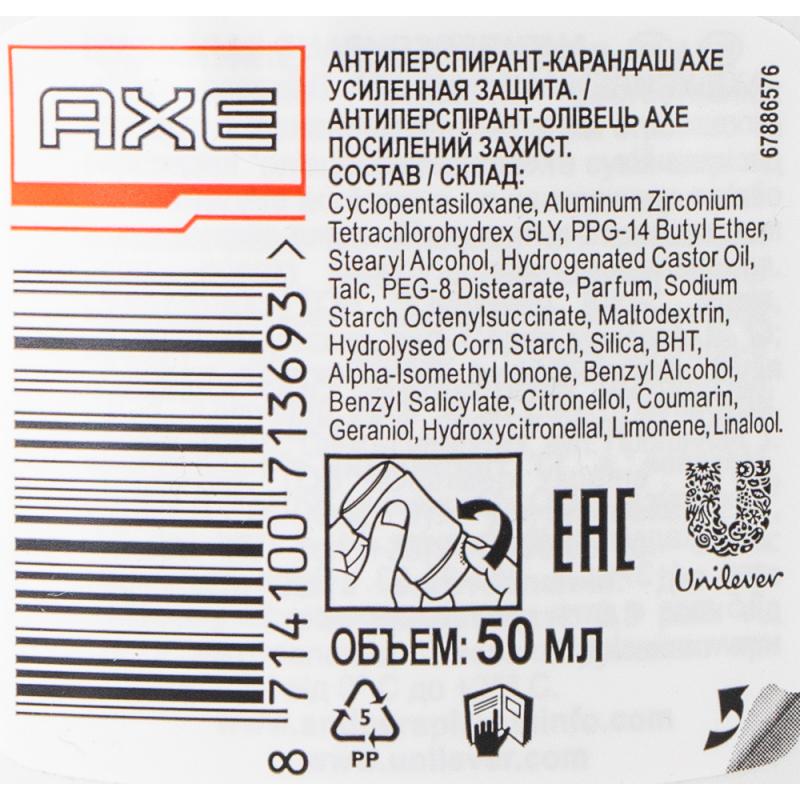 AXE
АНТИПЕРСПИРАНТ-КАРАНДАШ AXE
УСИЛЕННАЯ ЗАЩИТА. /
АНТИПЕРСПІРАНТ-ОЛІВЕЦЬ AXE
ПОСИЛЕНИЙ ЗАХИСТ.
СОСТАВ / СКЛАД:
Cyclopentasiloxane, Aluminum Zirconium
Tetrachlorohydrex GLY, PPG-14 Butyl Ether,
Stearyl Alcohol, Hydrogenated Castor Oil,
Talc, PEG-8 Distearate, Parfum, Sodium
Starch Octenylsuccinate, Maltodextrin,
Hydrolysed Corn Starch, Silica, BHT,
Alpha-Isomethyl Ionone, Benzyl Alcohol,
Benzyl Salicylate, Citronellol, Coumarin,
Geraniol, Hydroxycitronellal, Limonene, Linalool.
67886576
8 714100 713693 >
EAC
Unilever
ОБЪЕМ: 50 МЛ
5
PP
www.unilever.com